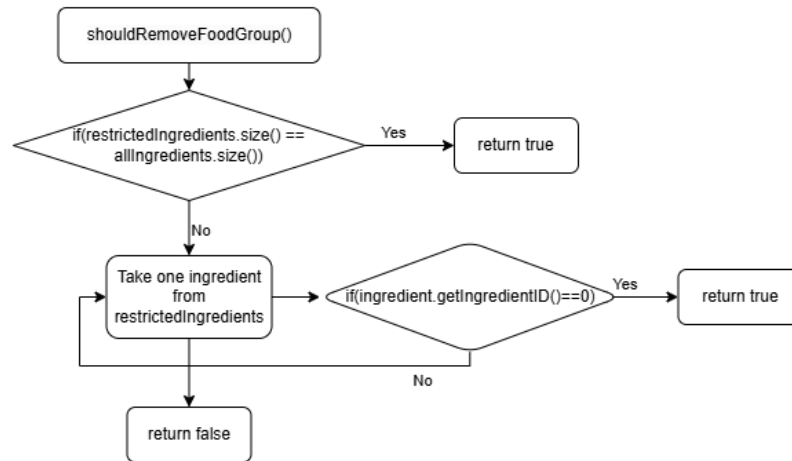 shouldRemoveFoodGroup()
if(restrictedIngredients.size() ==
allIngredients.size())
Yes
return true
No
Take one ingredient
from
restrictedIngredients
if(ingredient.getIngredientID()==0)
Yes
return true
No
return false